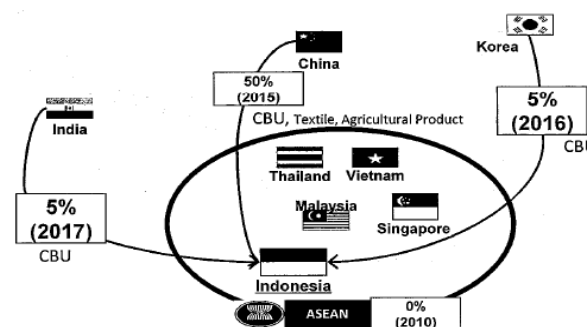 Korea
China
50%
(2015)
CBU, Textile, Agricultural Product
5%
(2016)
CBU
India
Thailand
Vietnam
Malaysia
Singapore
5%
(2017)
CBU
Indonesia
ASEAN
0%
(2010)